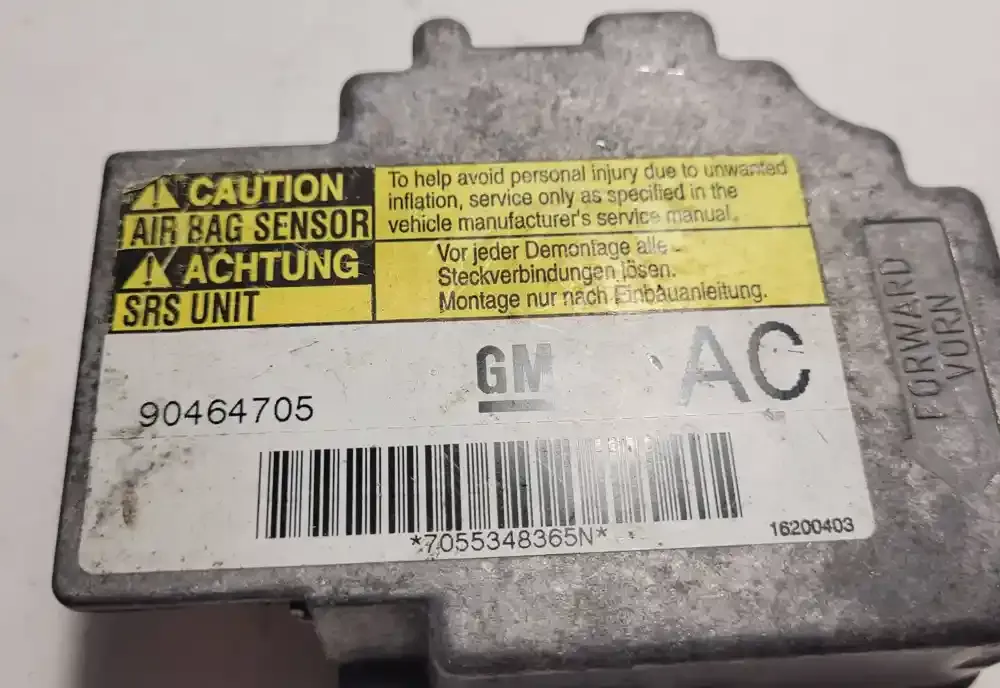 CAUTION
AIR BAG SENSOR
To help avoid personal injury due to unwanted
inflation, service only as specified in the
vehicle manufacturer's service manual.
ACHTUNG
SRS UNIT
Vor jeder Demontage alle
Steckverbindungen lösen.
Montage nur nach Einbauanleitung.
90464705
GM
AC
*7055348365N*
16200403
FORWARD
VORN